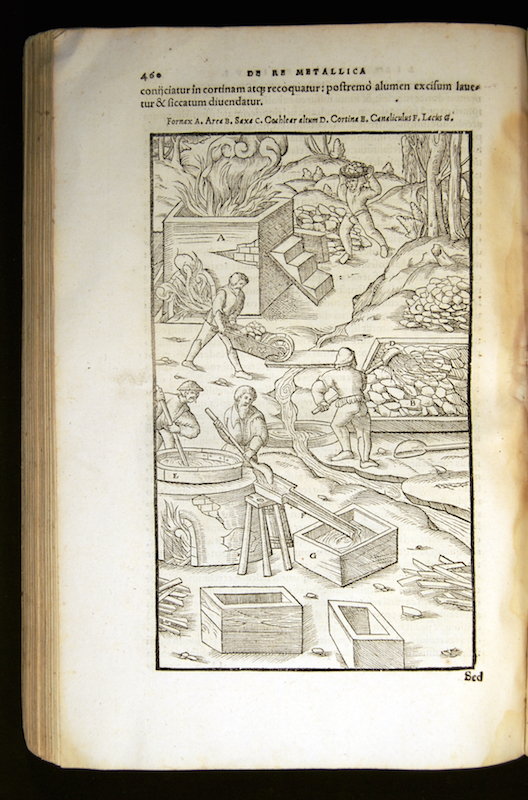 460 DE RE METALLICA
conijciatur in cortinam atq; recoquatur: postremò alumen excisum laue-
tur & siccatum diuendatur.
Fornax A. Area B. Saxa C. Cochlear altum D. Cortina E. Canaliculus F. Lacus G.
A
B
E
G
Sed